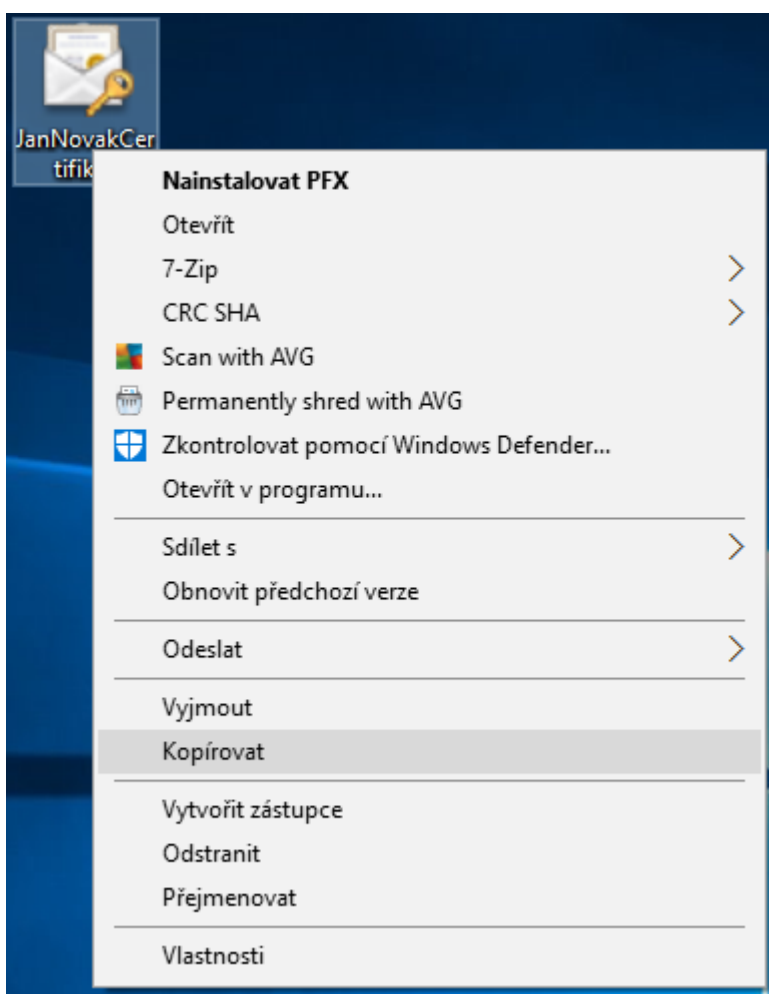 JanNovakCer
tifik
Nainstalovat PFX
Otevřít
7-Zip
CRC SHA
Scan with AVG
Permanently shred with AVG
Zkontrolovat pomocí Windows Defender...
Otevřít v programu...
Sdílet s
Obnovit předchozí verze
Odeslat
Vyjmout
Kopírovat
Vytvořit zástupce
Odstranit
Přejmenovat
Vlastnosti